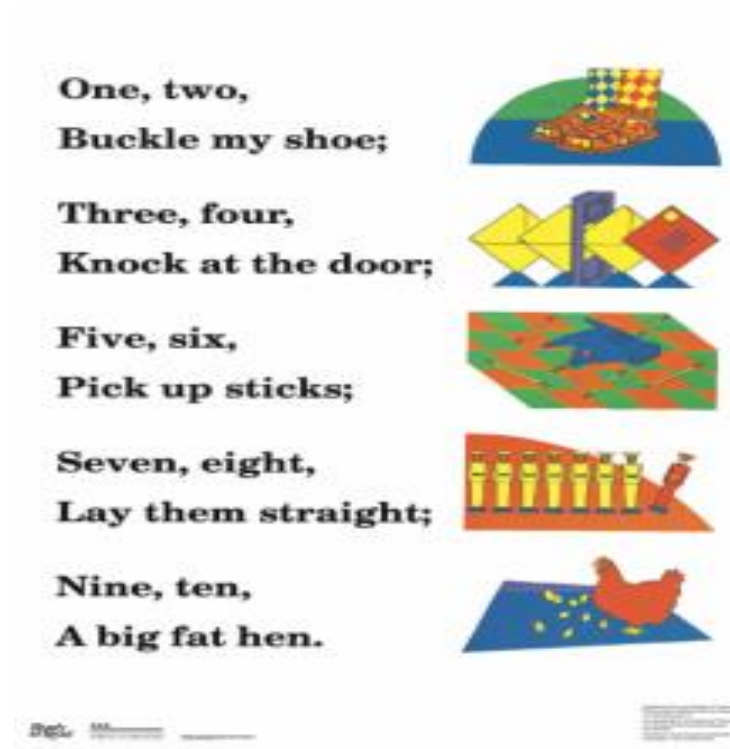 One, two,
Buckle my shoe;
Three, four,
Knock at the door;
Five, six,
Pick up sticks;
Seven, eight,
Lay them straight;
Nine, ten,
A big fat hen.